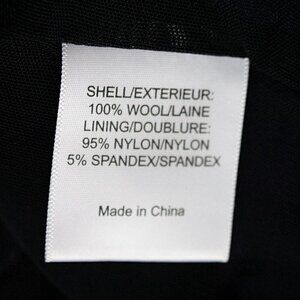 SHELL/EXTERIEUR:
100% WOOL/LAINE
LINING/DOUBLURE:
95% NYLON/NYLON
5% SPANDEX/SPANDEX
Made in China